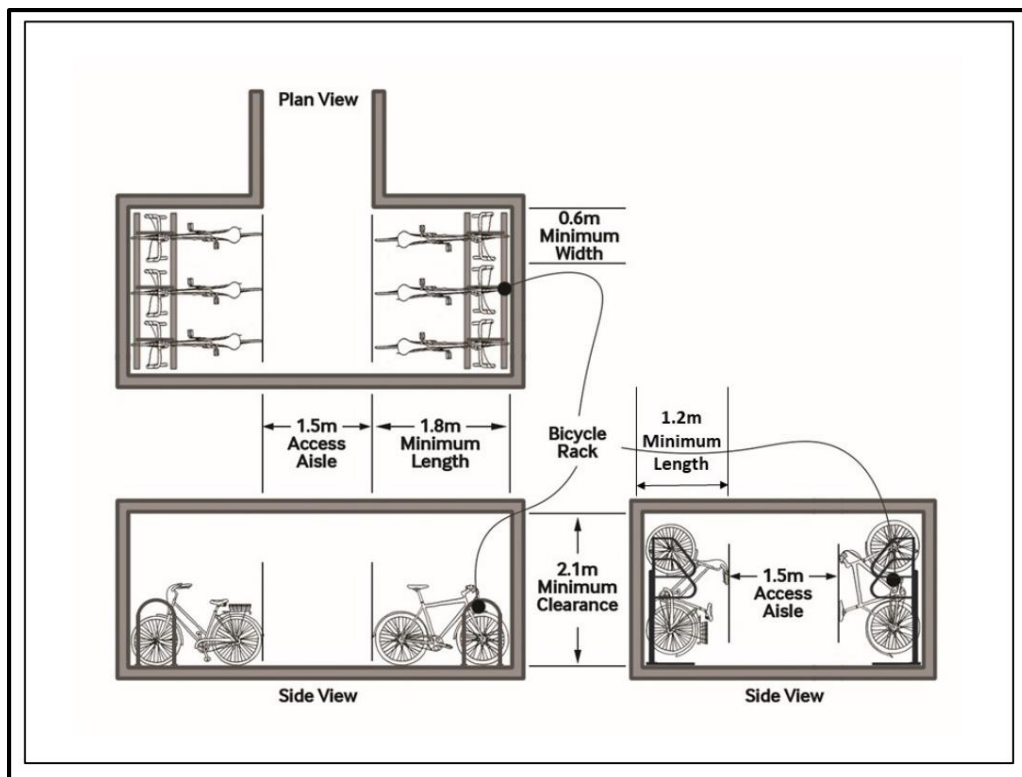 Plan View
0.6m
Minimum
Width
1.5m
Access
Aisle
1.8m
Minimum
Length
Bicycle
Rack
1.2m
Minimum
Length
2.1m
Minimum
Clearance
1.5m
Access
Aisle
Side View
Side View